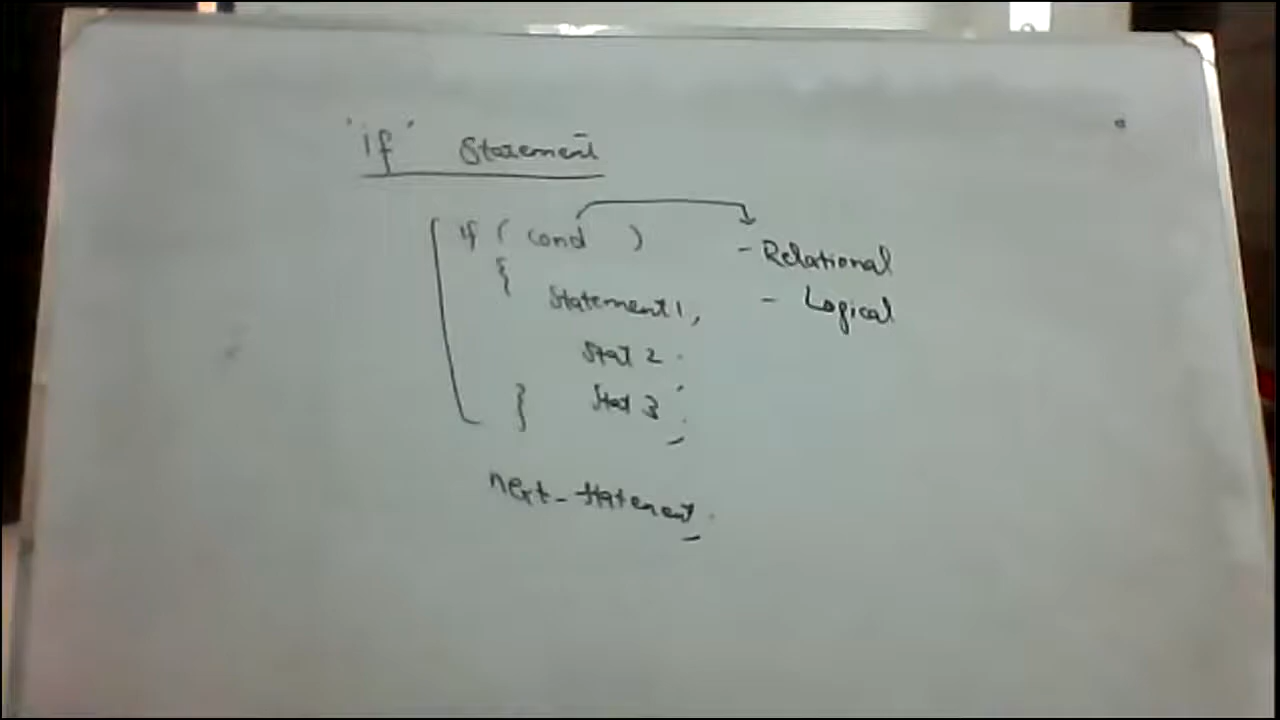 'if' Statement
if ( cond )
- Relational
{
- Logical
Statement1,
Stat 2.
} Stat 3;
next-statement.